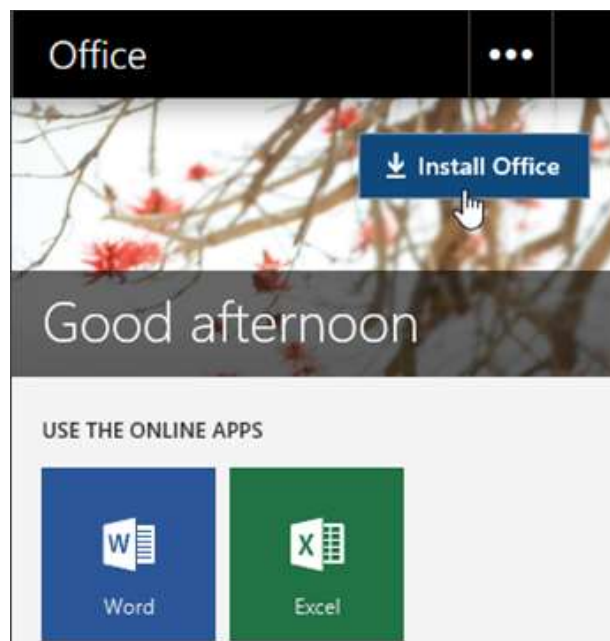 Office
•••
Install Office
Good afternoon
USE THE ONLINE APPS
W
X
Word
Excel